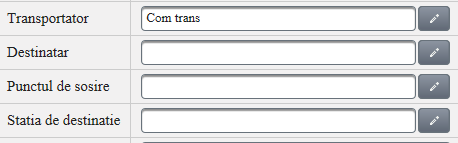 Transportator Com trans
Destinatar
Punctul de sosire
Statia de destinatie